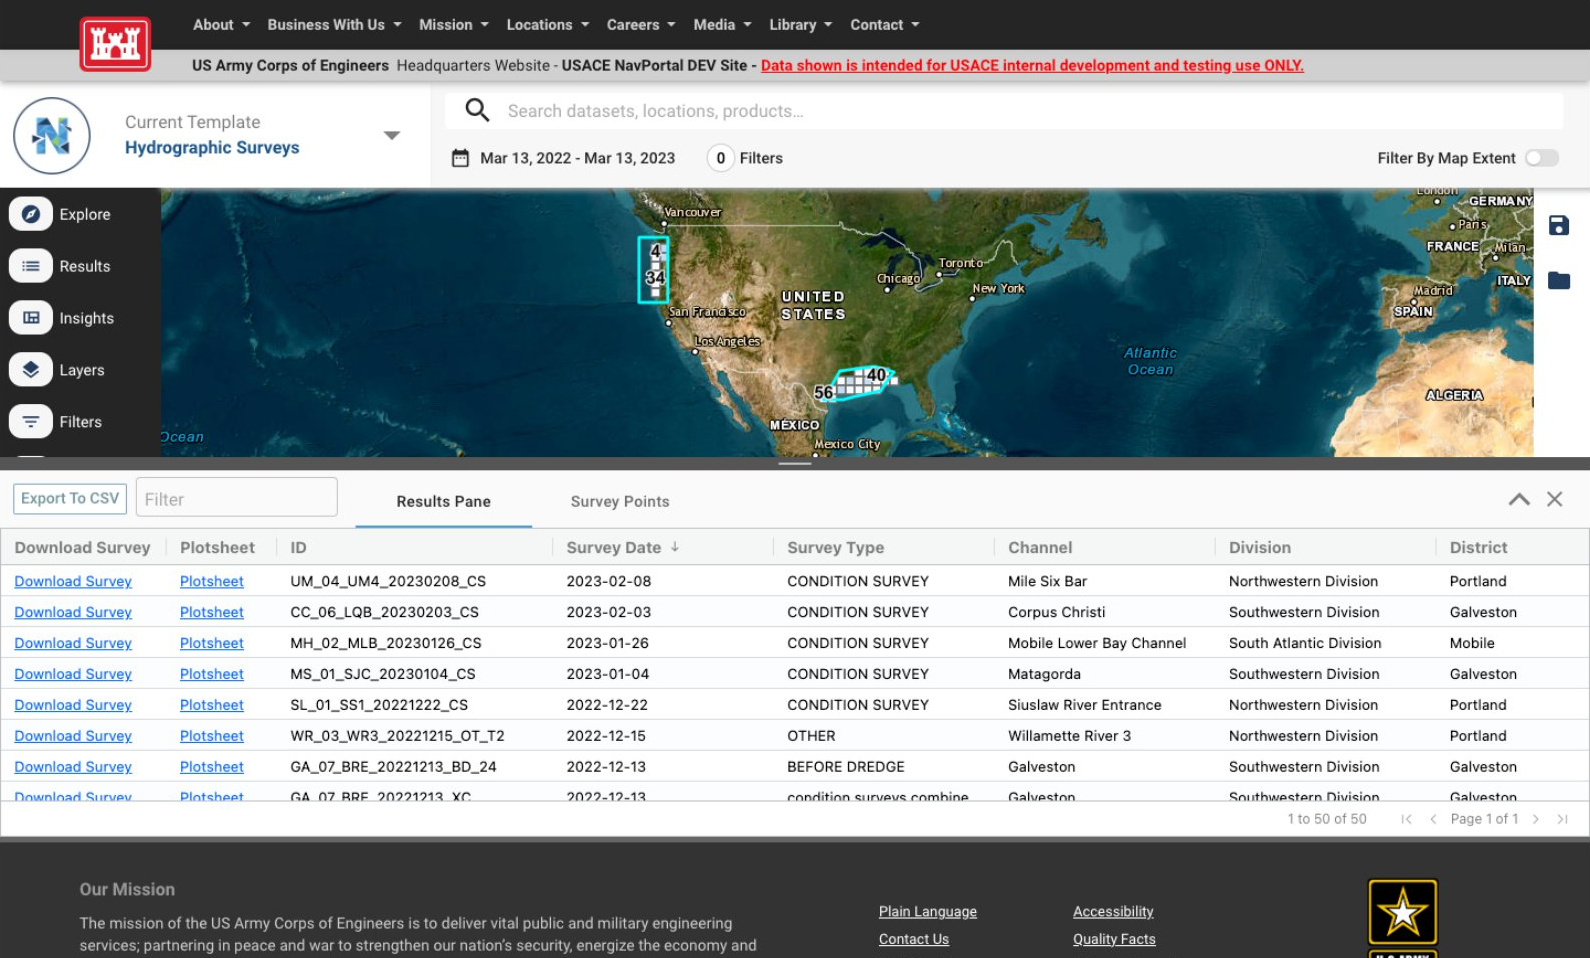 About Business With Us Mission Locations Careers Media Library Contact
US Army Corps of Engineers Headquarters Website - USACE NavPortal DEV Site - Data shown is intended for USACE internal development and testing use ONLY.
Current Template
Hydrographic Surveys
Search datasets, locations, products...
Mar 13, 2022 - Mar 13, 2023 0 Filters Filter By Map Extent
Explore
Results
Insights
Layers
Filters
Vancouver
4
34
San Francisco
Los Angeles
UNITED
STATES
Chicago
Toronto
New York
56
40
MÉXICO
Mexico City
Ocean
Atlantic
Ocean
London
GERMANY
Paris
FRANCE
Milan
ITALY
Madrid
SPAIN
ALGERIA
Export To CSV Filter Results Pane Survey Points
Download Survey Plotsheet ID Survey Date Survey Type Channel Division District
Download Survey Plotsheet UM_04_UM4_20230208_CS 2023-02-08 CONDITION SURVEY Mile Six Bar Northwestern Division Portland
Download Survey Plotsheet CC_06_LQB_20230203_CS 2023-02-03 CONDITION SURVEY Corpus Christi Southwestern Division Galveston
Download Survey Plotsheet MH_02_MLB_20230126_CS 2023-01-26 CONDITION SURVEY Mobile Lower Bay Channel South Atlantic Division Mobile
Download Survey Plotsheet MS_01_SJC_20230104_CS 2023-01-04 CONDITION SURVEY Matagorda Southwestern Division Galveston
Download Survey Plotsheet SL_01_SS1_20221222_CS 2022-12-22 CONDITION SURVEY Siuslaw River Entrance Northwestern Division Portland
Download Survey Plotsheet WR_03_WR3_20221215_OT_T2 2022-12-15 OTHER Willamette River 3 Northwestern Division Portland
Download Survey Plotsheet GA_07_BRE_20221213_BD_24 2022-12-13 BEFORE DREDGE Galveston Southwestern Division Galveston
Download Survey Plotsheet GA_07_BRE_20221213_XC 2022-12-13 condition surveys combine Galveston Southwestern Division Galveston
1 to 50 of 50 Page 1 of 1
Our Mission
The mission of the US Army Corps of Engineers is to deliver vital public and military engineering
services; partnering in peace and war to strengthen our nation's security, energize the economy and
Plain Language
Contact Us
Accessibility
Quality Facts
U.S. ARMY